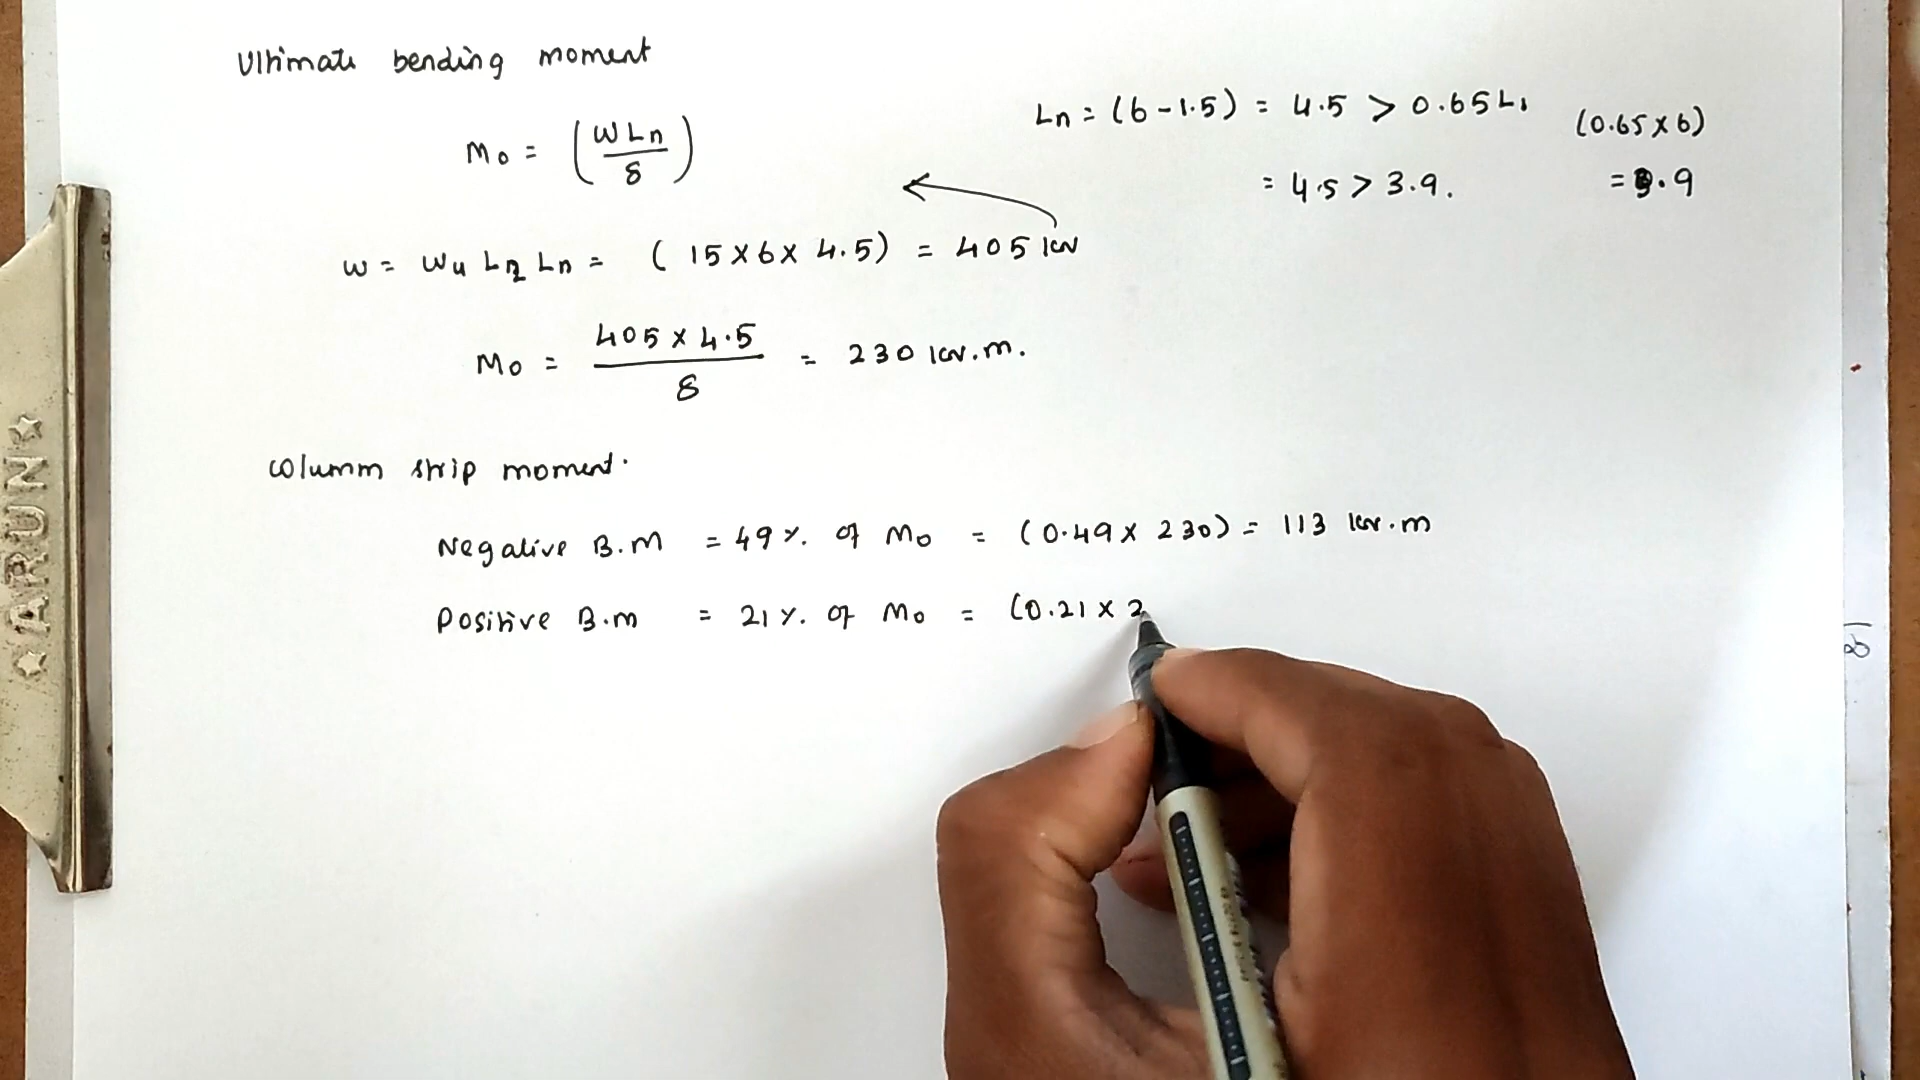 Ultimate bending moment
Ln = (6-1.5) = 4.5 > 0.65L1 (0.65 x 6)
Mo = (W Ln / 8)
= 4.5 > 3.9. = 3.9
W = Wu L2 Ln = (15 x 6 x 4.5) = 405 kN
Mo = 405 x 4.5 / 8 = 230 kN.m.
Column strip moment.
Negative B.M = 49 %. of Mo = (0.49 x 230) = 113 kN.m
Positive B.m = 21 %. of Mo = (0.21 x 2
ARUN